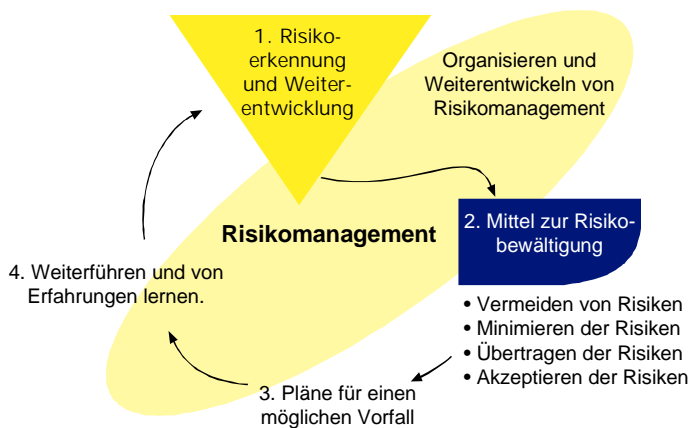 1. Risiko-
erkennung
und Weiter-
entwicklung
Organisieren und
Weiterentwickeln von
Risikomanagement
Risikomanagement
2. Mittel zur Risiko-
bewältigung
• Vermeiden von Risiken
• Minimieren der Risiken
• Übertragen der Risiken
• Akzeptieren der Risiken
3. Pläne für einen
möglichen Vorfall
4. Weiterführen und von
Erfahrungen lernen.